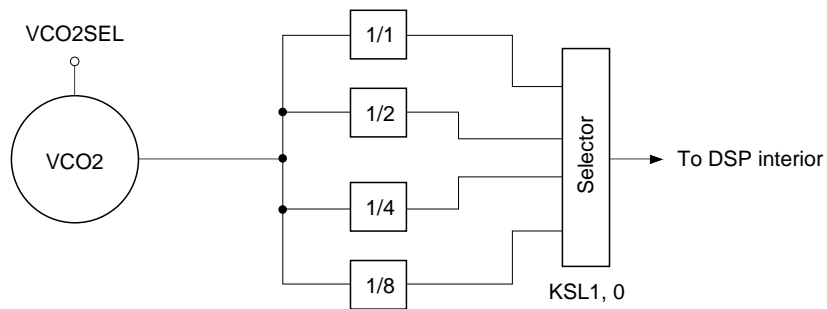 VCO2SEL
VCO2
1/1
1/2
1/4
1/8
Selector
To DSP interior
KSL1, 0